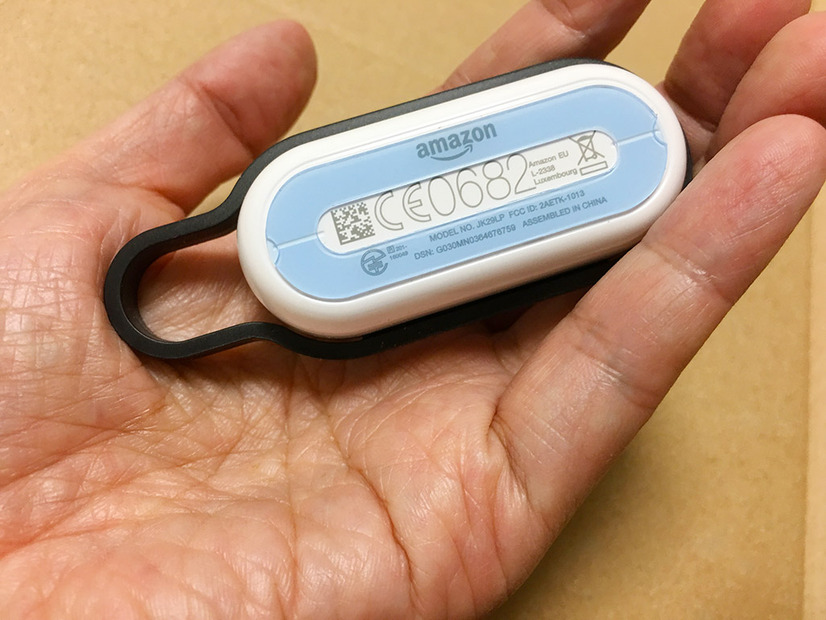 amazon
CE0682
Amazon EU
L-2338
Luxembourg
MODEL NO. JK29LP FCC ID: 2AETK-1013
DSN: G030MN0364676759 ASSEMBLED IN CHINA